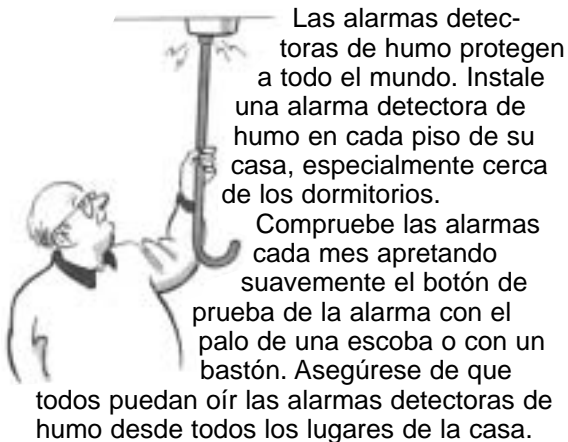 Las alarmas detec-
toras de humo protegen
a todo el mundo. Instale
una alarma detectora de
humo en cada piso de su
casa, especialmente cerca
de los dormitorios.
Compruebe las alarmas
cada mes apretando
suavemente el botón de
prueba de la alarma con el
palo de una escoba o con un
bastón. Asegúrese de que
todos puedan oír las alarmas detectoras de
humo desde todos los lugares de la casa.